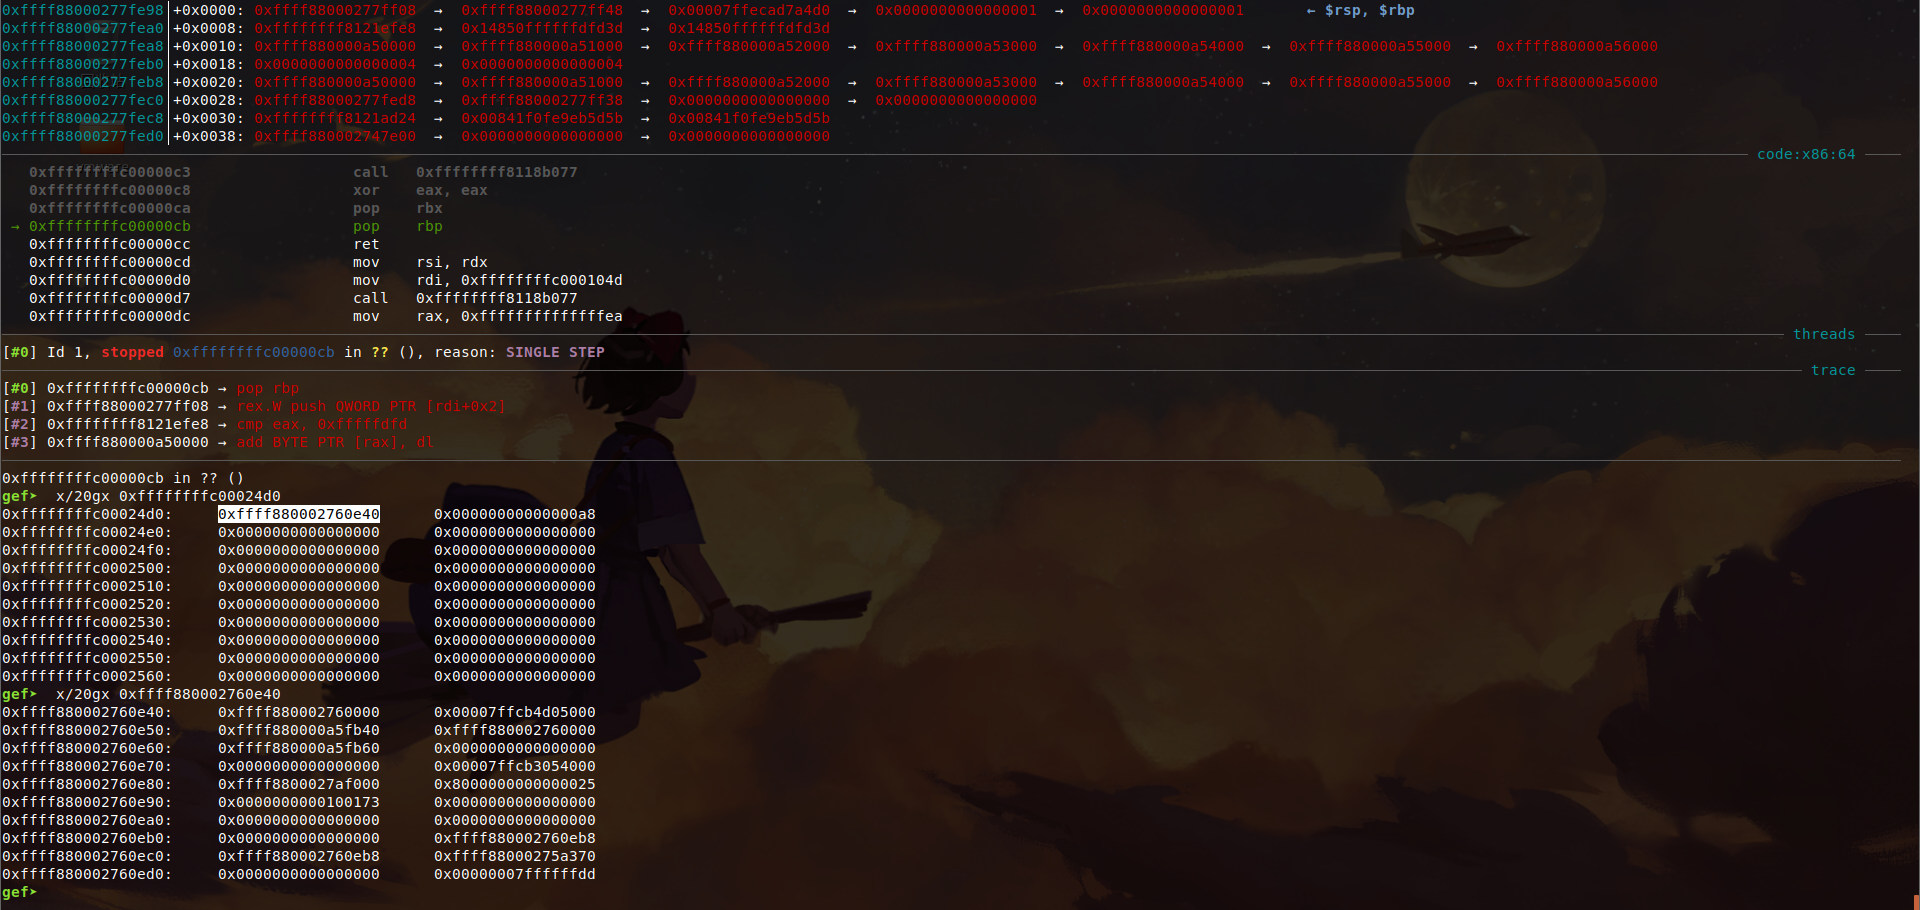 0xffff88000277fe98│+0x0000: 0xffff88000277ff08  →  0xffff88000277ff48  →  0x00007ffecad7a4d0  →  0x0000000000000001  →  0x0000000000000001       ← $rsp, $rbp
0xffff88000277fea0│+0x0008: 0xffffffff8121efe8  →  0x14850ffffffdfd3d  →  0x14850ffffffdfd3d
0xffff88000277fea8│+0x0010: 0xffff880000a50000  →  0xffff880000a51000  →  0xffff880000a52000  →  0xffff880000a53000  →  0xffff880000a54000  →  0xffff880000a55000  →  0xffff880000a56000
0xffff88000277feb0│+0x0018: 0x0000000000000004  →  0x0000000000000004
0xffff88000277feb8│+0x0020: 0xffff880000a50000  →  0xffff880000a51000  →  0xffff880000a52000  →  0xffff880000a53000  →  0xffff880000a54000  →  0xffff880000a55000  →  0xffff880000a56000
0xffff88000277fec0│+0x0028: 0xffff88000277fed8  →  0xffff88000277ff38  →  0x0000000000000000  →  0x0000000000000000
0xffff88000277fec8│+0x0030: 0xffffffff8121ad24  →  0x00841f0fe9eb5d5b  →  0x00841f0fe9eb5d5b
0xffff88000277fed0│+0x0038: 0xffff880002747e00  →  0x0000000000000000  →  0x0000000000000000
code:x86:64
0xffffffffc00000c3 call 0xffffffff8118b077
0xffffffffc00000c8 xor eax, eax
0xffffffffc00000ca pop rbx
→ 0xffffffffc00000cb pop rbp
0xffffffffc00000cc ret
0xffffffffc00000cd mov rsi, rdx
0xffffffffc00000d0 mov rdi, 0xffffffffc000104d
0xffffffffc00000d7 call 0xffffffff8118b077
0xffffffffc00000dc mov rax, 0xffffffffffffffea
threads
[#0] Id 1, stopped 0xffffffffc00000cb in ?? (), reason: SINGLE STEP
trace
[#0] 0xffffffffc00000cb → pop rbp
[#1] 0xffff88000277ff08 → rex.W push QWORD PTR [rdi+0x2]
[#2] 0xffffffff8121efe8 → cmp eax, 0xfffffdfd
[#3] 0xffff880000a50000 → add BYTE PTR [rax], dl
0xffffffffc00000cb in ?? ()
gef➤  x/20gx 0xffffffffc00024d0
0xffffffffc00024d0: 0xffff880002760e40 0x00000000000000a8
0xffffffffc00024e0: 0x0000000000000000 0x0000000000000000
0xffffffffc00024f0: 0x0000000000000000 0x0000000000000000
0xffffffffc0002500: 0x0000000000000000 0x0000000000000000
0xffffffffc0002510: 0x0000000000000000 0x0000000000000000
0xffffffffc0002520: 0x0000000000000000 0x0000000000000000
0xffffffffc0002530: 0x0000000000000000 0x0000000000000000
0xffffffffc0002540: 0x0000000000000000 0x0000000000000000
0xffffffffc0002550: 0x0000000000000000 0x0000000000000000
0xffffffffc0002560: 0x0000000000000000 0x0000000000000000
gef➤  x/20gx 0xffff880002760e40
0xffff880002760e40: 0xffff880002760000 0x00007ffcb4d05000
0xffff880002760e50: 0xffff880000a5fb40 0xffff880002760000
0xffff880002760e60: 0xffff880000a5fb60 0x0000000000000000
0xffff880002760e70: 0x0000000000000000 0x00007ffcb3054000
0xffff880002760e80: 0xffff8800027af000 0x8000000000000025
0xffff880002760e90: 0x0000000000100173 0x0000000000000000
0xffff880002760ea0: 0x0000000000000000 0x0000000000000000
0xffff880002760eb0: 0x0000000000000000 0xffff880002760eb8
0xffff880002760ec0: 0xffff880002760eb8 0xffff88000275a370
0xffff880002760ed0: 0x0000000000000000 0x00000007ffffffdd
gef➤